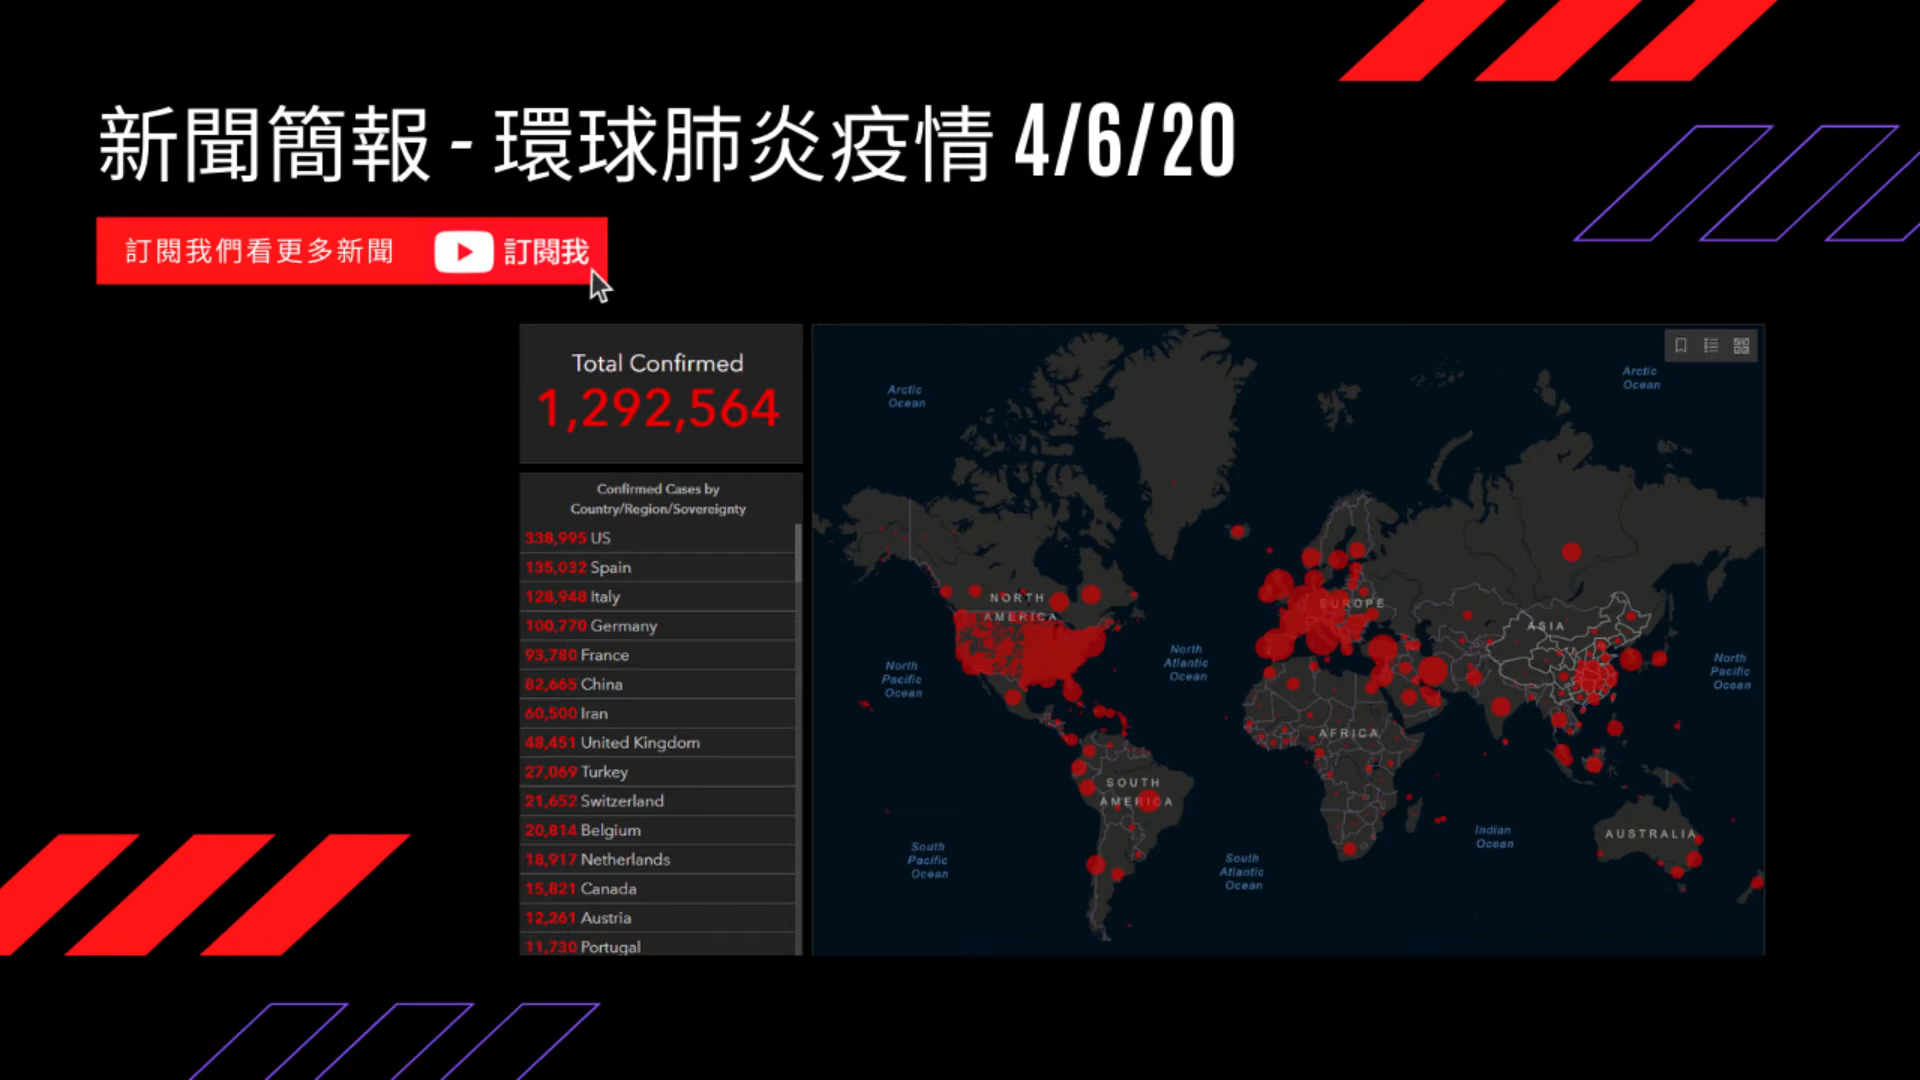 新聞簡報 - 環球肺炎疫情 4/6/20
訂閱我們看更多新聞
訂閱我
Total Confirmed
1,292,564
Confirmed Cases by
Country/Region/Sovereignty
338,995 US
135,032 Spain
128,948 Italy
100,770 Germany
93,780 France
82,665 China
60,500 Iran
48,451 United Kingdom
27,069 Turkey
21,652 Switzerland
20,814 Belgium
18,917 Netherlands
15,821 Canada
12,261 Austria
11,730 Portugal
Arctic
Ocean
Arctic
Ocean
NORTH
AMERICA
EUROPE
ASIA
North
Pacific
Ocean
North
Atlantic
Ocean
North
Pacific
Ocean
AFRICA
SOUTH
AMERICA
AUSTRALIA
South
Pacific
Ocean
South
Atlantic
Ocean
Indian
Ocean